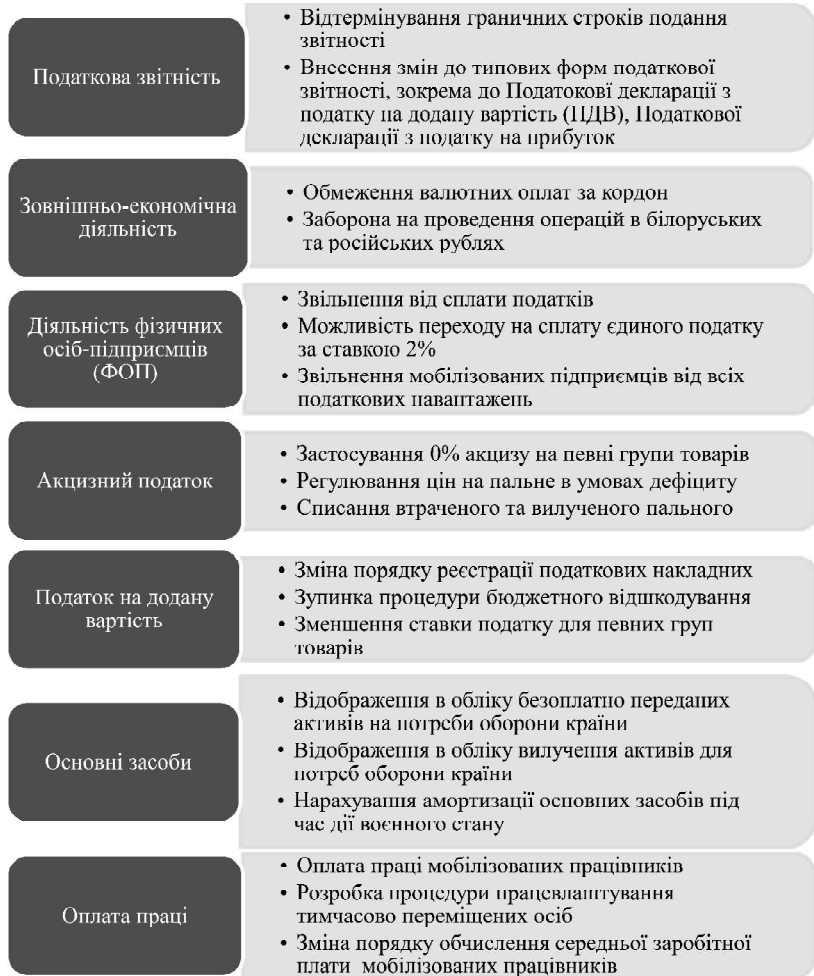 Податкова звітність
• Відтермінування граничних строків подання
звітності
• Внесення змін до типових форм податкової
звітності, зокрема до Податокві декларації з
податку на додану вартість (ПДВ), Податкової
декларації з податку на прибуток
Зовнішньо-економічна
діяльність
• Обмеження валютних оплат за кордон
• Заборона на проведення операцій в білоруських
та російських рублях
Діяльність фізичних
осіб-підприємців
(ФОП)
• Звільнення від сплати податків
• Можливість переходу на сплату єдиного податку
за ставкою 2%
• Звільнення мобілізованих підприємців від всіх
податкових навантажень
Акцизний податок
• Застосування 0% акцизу на певні групи товарів
• Регулювання цін на пальне в умовах дефіциту
• Списання втраченого та вилученого пального
Податок на додану
вартість
• Зміна порядку реєстрації податкових накладних
• Зупинка процедури бюджетного відшкодування
• Зменшення ставки податку для певних груп
товарів
Основні засоби
• Відображення в обліку безоплатно переданих
активів на потреби оборони країни
• Відображення в обліку вилучення активів для
потреб оборони країни
• Нарахування амортизації основних засобів під
час дії воєнного стану
Оплата праці
• Оплата праці мобілізованих працівників
• Розробка процедури працевлаштування
тимчасово переміщених осіб
• Зміна порядку обчислення середньої заробітної
плати мобілізованих працівників